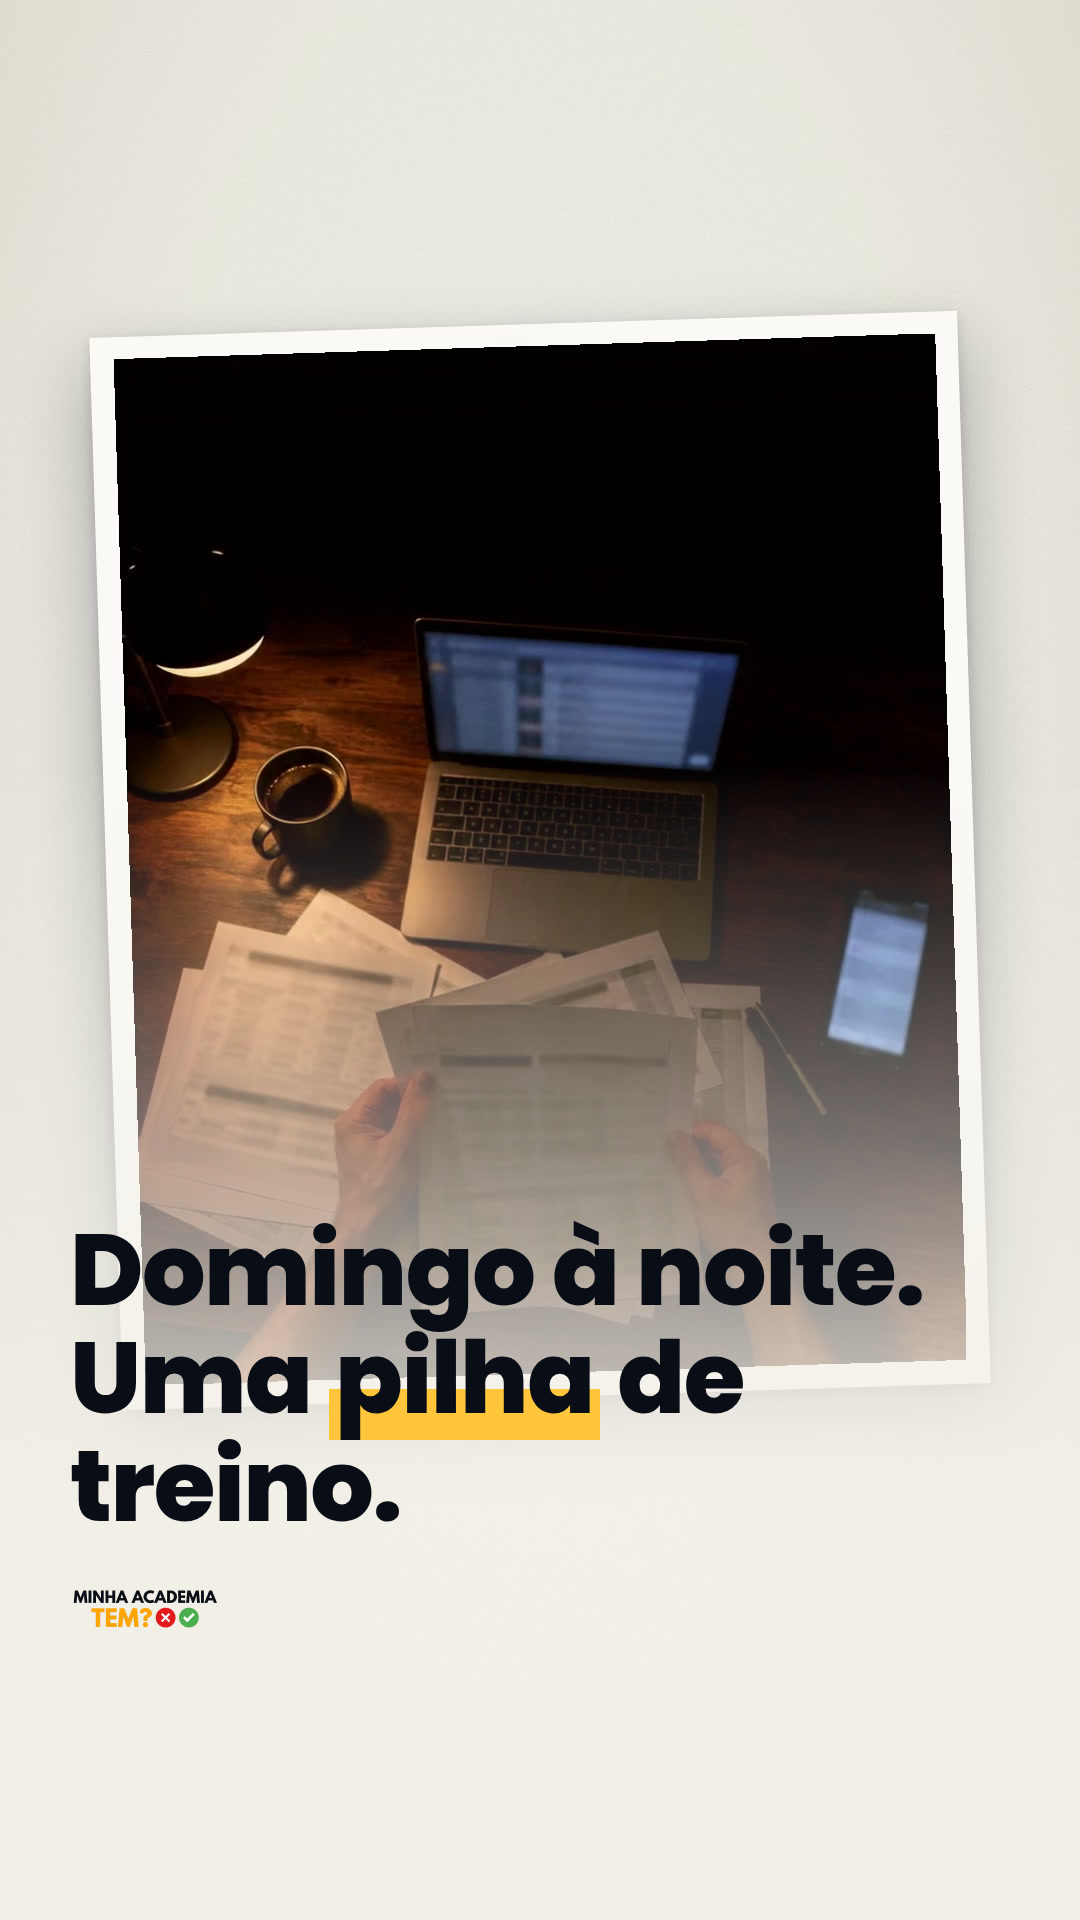 Domingo à noite.
Uma pilha de
treino.
MINHA ACADEMIA
TEM?